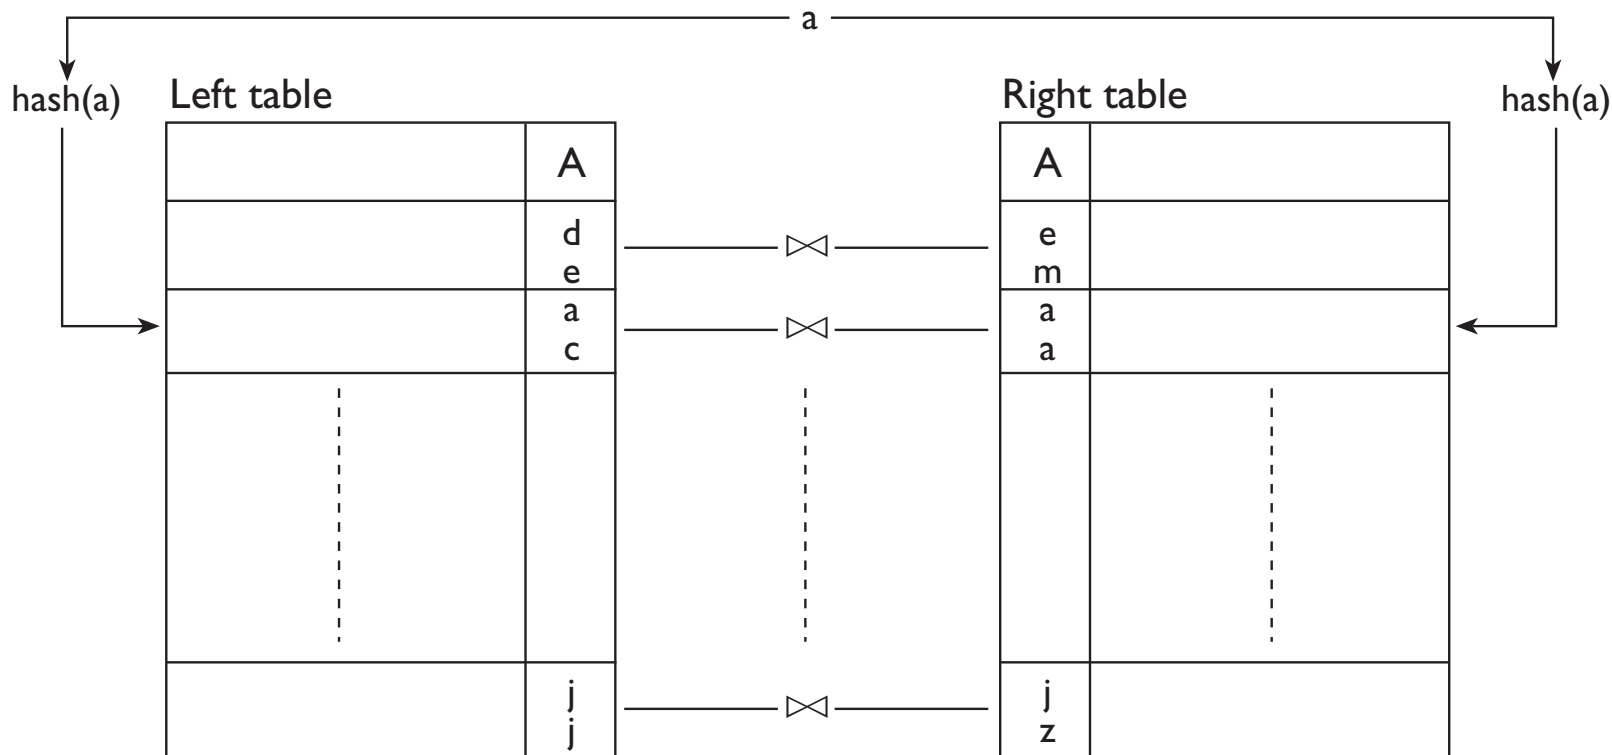 a
hash(a) Left table Right table hash(a)
A A
d e
e m
a a
c a
j j
j z